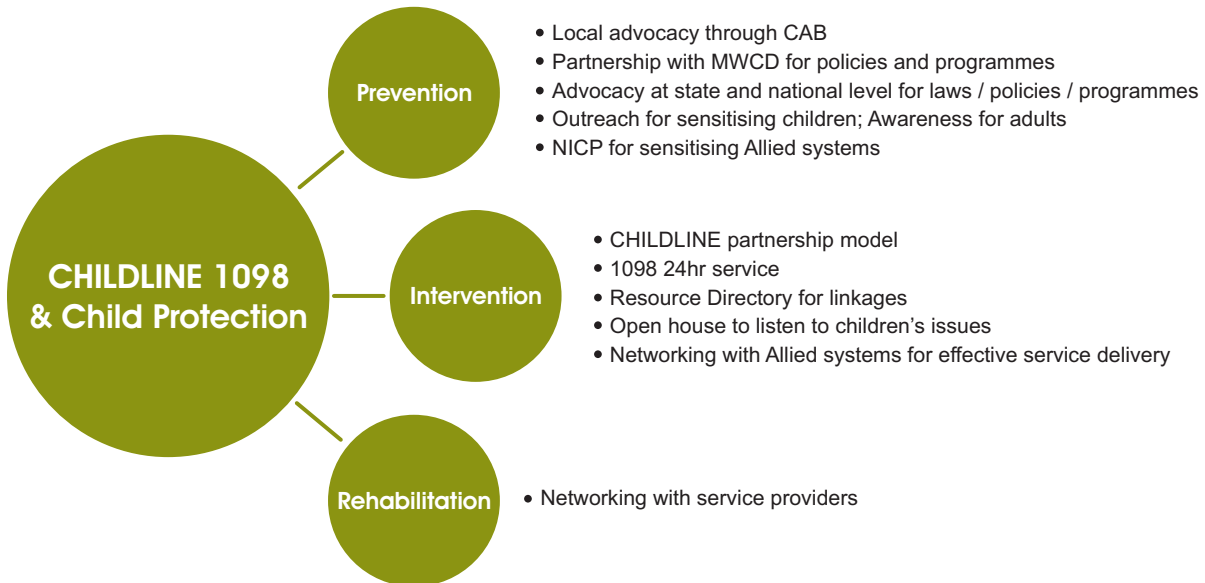 CHILDLINE 1098
& Child Protection
Prevention
• Local advocacy through CAB
• Partnership with MWCD for policies and programmes
• Advocacy at state and national level for laws / policies / programmes
• Outreach for sensitising children; Awareness for adults
• NICP for sensitising Allied systems
Intervention
• CHILDLINE partnership model
• 1098 24hr service
• Resource Directory for linkages
• Open house to listen to children's issues
• Networking with Allied systems for effective service delivery
Rehabilitation
• Networking with service providers